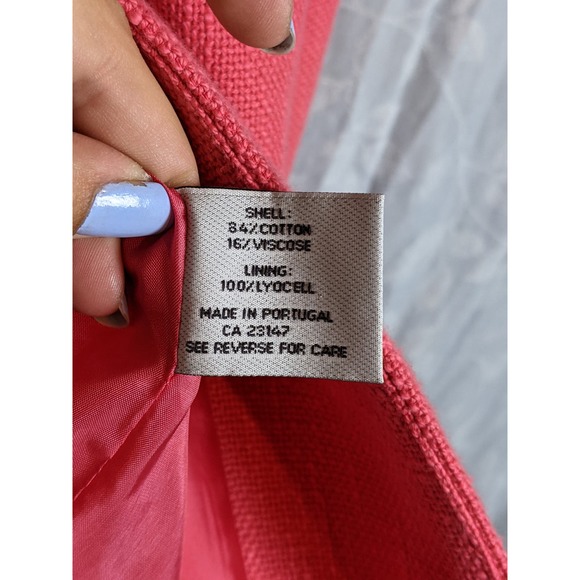 SHELL:
84%COTTON
16%VISCOSE
LINING:
100%LYOCELL
MADE IN PORTUGAL
CA 23147
SEE REVERSE FOR CARE